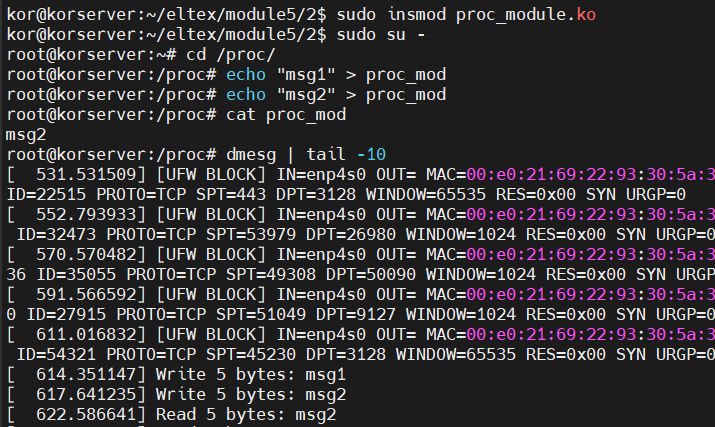 kor@korserver:~/eltex/module5/2$ sudo insmod proc_module.ko
kor@korserver:~/eltex/module5/2$ sudo su -
root@korserver:~# cd /proc/
root@korserver:/proc# echo "msg1" > proc_mod
root@korserver:/proc# echo "msg2" > proc_mod
root@korserver:/proc# cat proc_mod
msg2
root@korserver:/proc# dmesg | tail -10
[  531.531509] [UFW BLOCK] IN=enp4s0 OUT= MAC=00:e0:21:69:22:93:30:5a:3
ID=22515 PROTO=TCP SPT=443 DPT=3128 WINDOW=65535 RES=0x00 SYN URGP=0
[  552.793933] [UFW BLOCK] IN=enp4s0 OUT= MAC=00:e0:21:69:22:93:30:5a:3
 ID=32473 PROTO=TCP SPT=53979 DPT=26980 WINDOW=1024 RES=0x00 SYN URGP=0
[  570.570482] [UFW BLOCK] IN=enp4s0 OUT= MAC=00:e0:21:69:22:93:30:5a:3
36 ID=35055 PROTO=TCP SPT=49308 DPT=50090 WINDOW=1024 RES=0x00 SYN URGP
[  591.566592] [UFW BLOCK] IN=enp4s0 OUT= MAC=00:e0:21:69:22:93:30:5a:3
0 ID=27915 PROTO=TCP SPT=51049 DPT=9127 WINDOW=1024 RES=0x00 SYN URGP=0
[  611.016832] [UFW BLOCK] IN=enp4s0 OUT= MAC=00:e0:21:69:22:93:30:5a:3
 ID=54321 PROTO=TCP SPT=45230 DPT=3128 WINDOW=65535 RES=0x00 SYN URGP=0
[  614.351147] Write 5 bytes: msg1
[  617.641235] Write 5 bytes: msg2
[  622.586641] Read 5 bytes: msg2